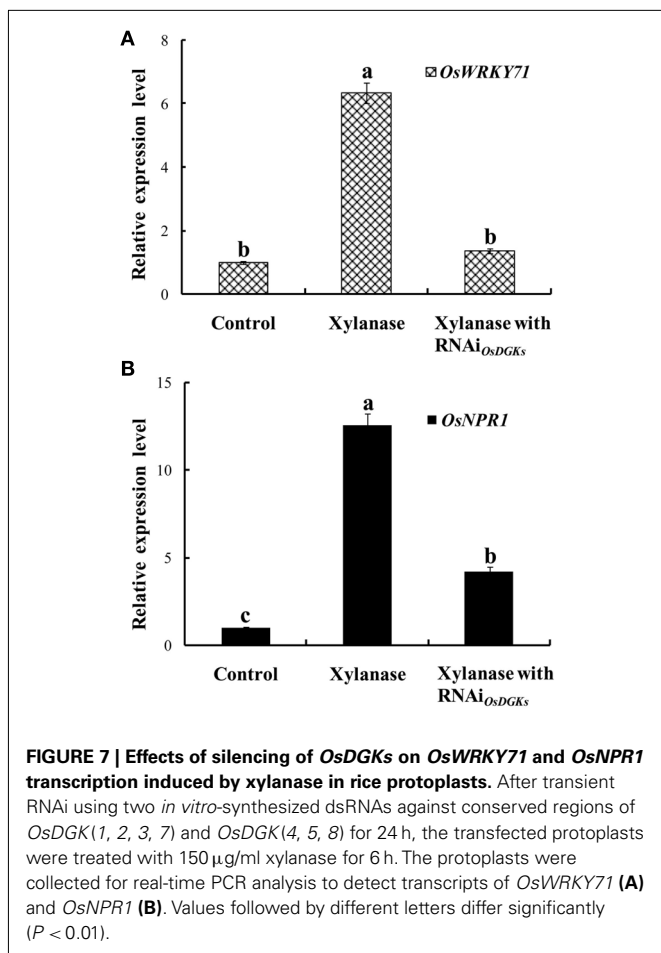 A
8
6
4
2
0
Relative expression level
b
a
b
OsWRKY71
Control
Xylanase
Xylanase with
RNAiOsDGKs
B
15
10
5
0
Relative expression level
c
a
b
OsNPR1
Control
Xylanase
Xylanase with
RNAiOsDGKs
FIGURE 7 | Effects of silencing of OsDGKs on OsWRKY71 and OsNPR1
transcription induced by xylanase in rice protoplasts. After transient
RNAi using two in vitro-synthesized dsRNAs against conserved regions of
OsDGK(1, 2, 3, 7) and OsDGK(4, 5, 8) for 24 h, the transfected protoplasts
were treated with 150 μg/ml xylanase for 6 h. The protoplasts were
collected for real-time PCR analysis to detect transcripts of OsWRKY71 (A)
and OsNPR1 (B). Values followed by different letters differ significantly
(P < 0.01).